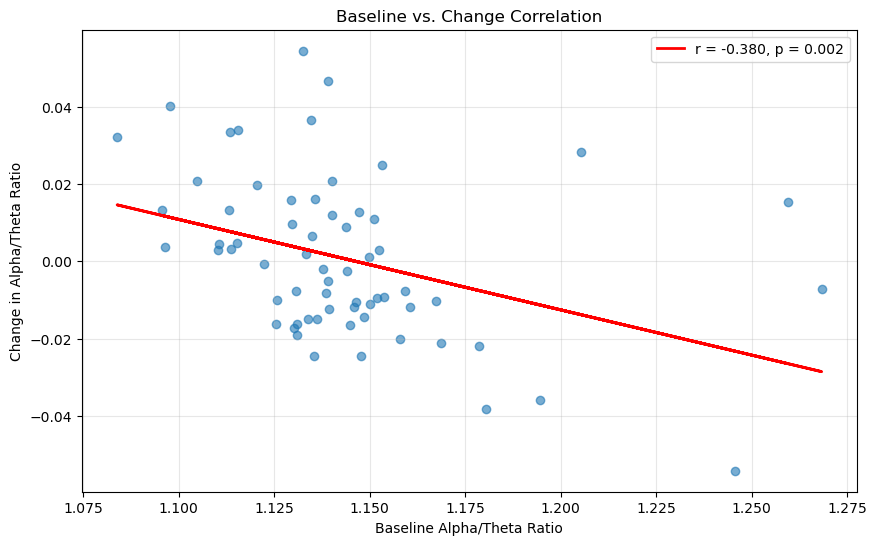 Baseline vs. Change Correlation
r = -0.380, p = 0.002
Change in Alpha/Theta Ratio
0.04
0.02
0.00
−0.02
−0.04
1.075 1.100 1.125 1.150 1.175 1.200 1.225 1.250 1.275
Baseline Alpha/Theta Ratio